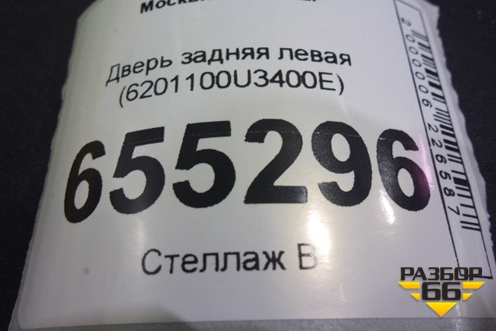 Дверь задняя левая
(6201100U3400E)
655296
Стеллаж В
2000006226587
РАЗБОР
66